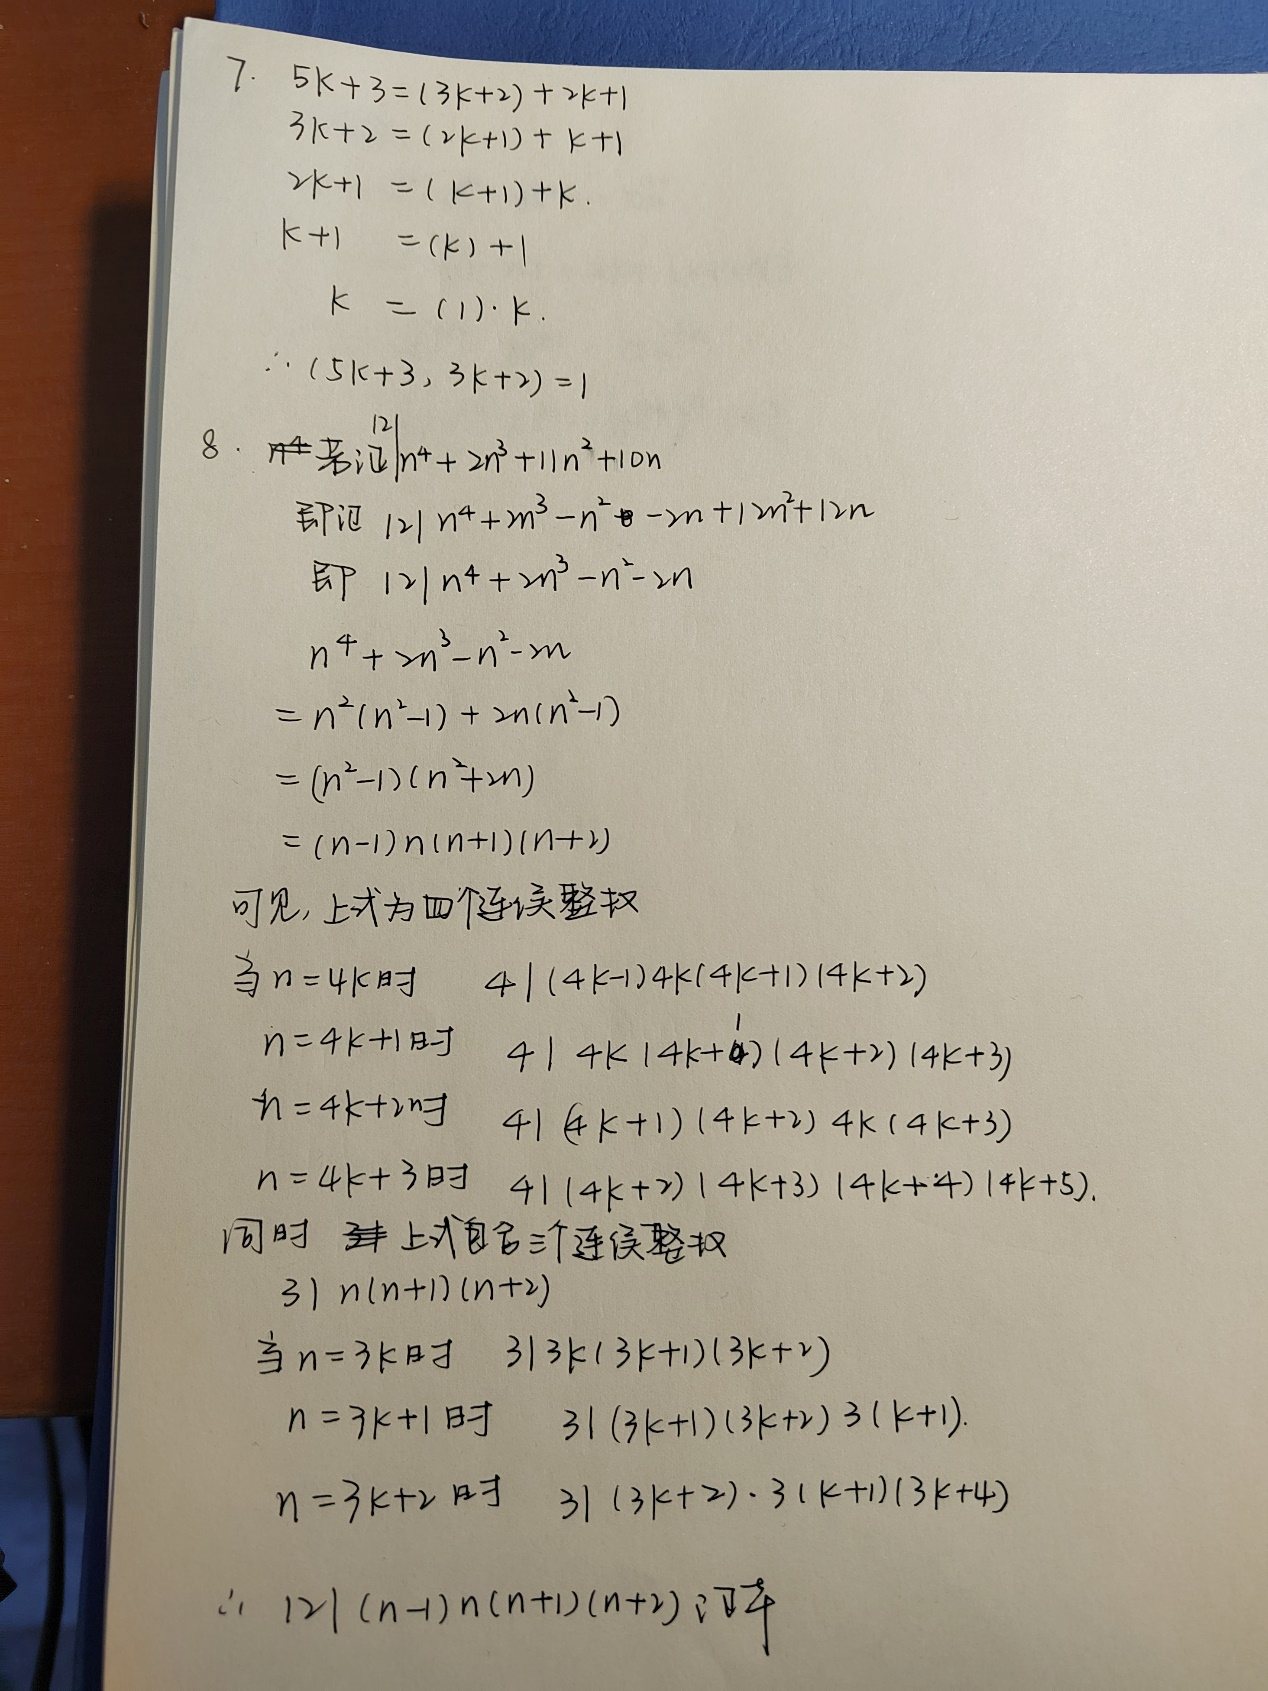 7. 5k+3=(3k+2)+2k+1
3k+2=(2k+1)+k+1
2k+1=(k+1)+k.
k+1=(k)+1
k=(1)·k.
∴(5k+3, 3k+2)=1
8. 若证12|n⁴+2n³+11n²+10n
即证 12|n⁴+2n³-n²-2n+12n²+12n
即 12|n⁴+2n³-n²-2n
n⁴+2n³-n²-2n
=n²(n²-1)+2n(n²-1)
=(n²-1)(n²+2n)
=(n-1)n(n+1)(n+2)
可见, 上式为四个连续整数
当n=4k时 4|(4k-1)4k(4k+1)(4k+2)
n=4k+1时 4|4k(4k+1)(4k+2)(4k+3)
n=4k+2时 4|(4k+1)(4k+2)4k(4k+3)
n=4k+3时 4|(4k+2)(4k+3)(4k+4)(4k+5).
同时 上式包含三个连续整数
3|n(n+1)(n+2)
当n=3k时 3|3k(3k+1)(3k+2)
n=3k+1时 3|(3k+1)(3k+2)3(k+1).
n=3k+2时 3|(3k+2)·3(k+1)(3k+4)
∴ 12|(n-1)n(n+1)(n+2) 证毕